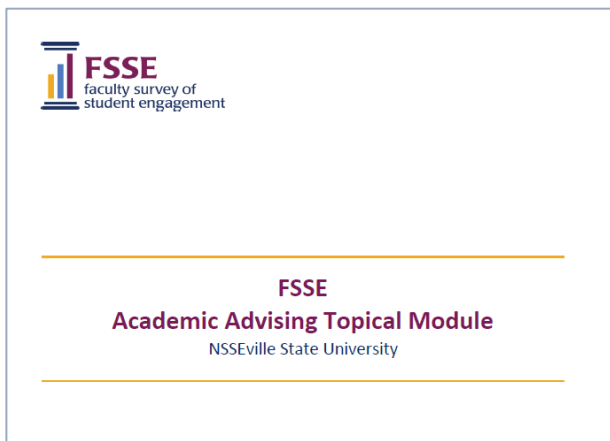 FSSE
faculty survey of
student engagement
FSSE
Academic Advising Topical Module
NSSEville State University